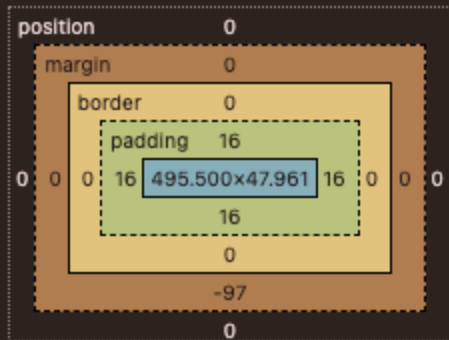 position 0
margin 0
border 0
padding 16
0 0 0 16 495.500×47.961 16 0 0 0
16
0
-97
0